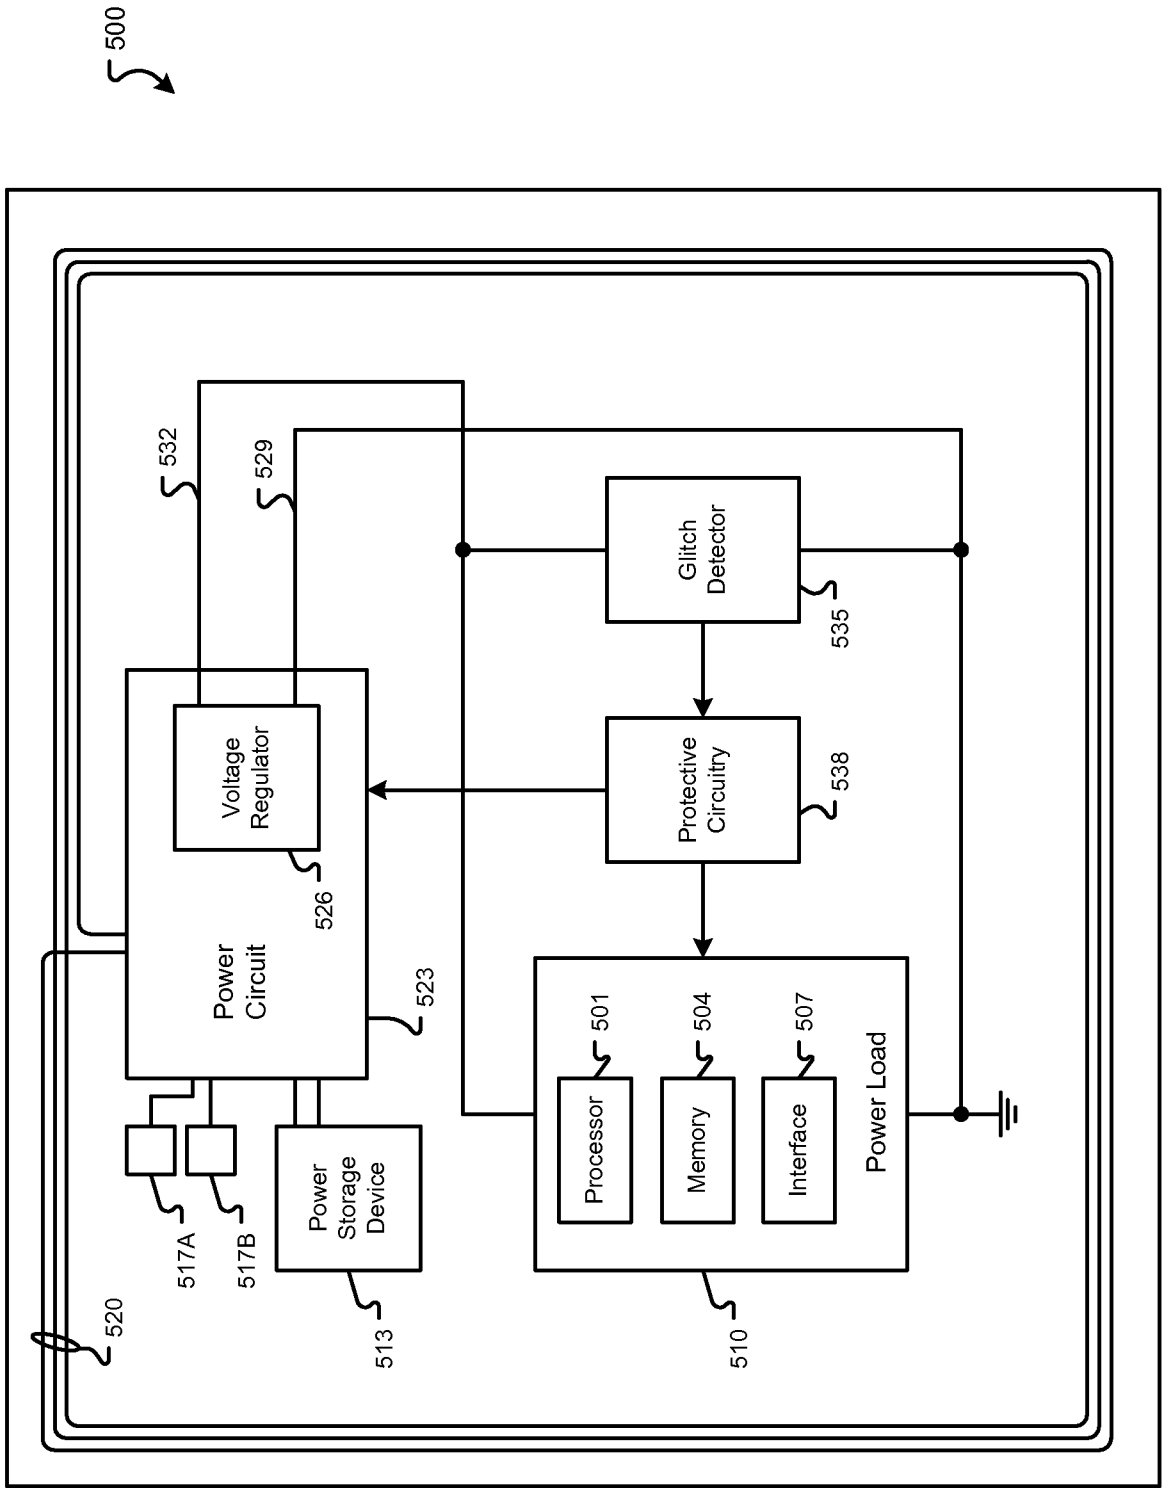 500
520
517A
517B
Power
Storage
Device
513
Power
Circuit
523
Voltage
Regulator
526
532
529
Processor
501
Memory
504
Interface
507
Power Load
510
Protective
Circuitry
538
Glitch
Detector
535